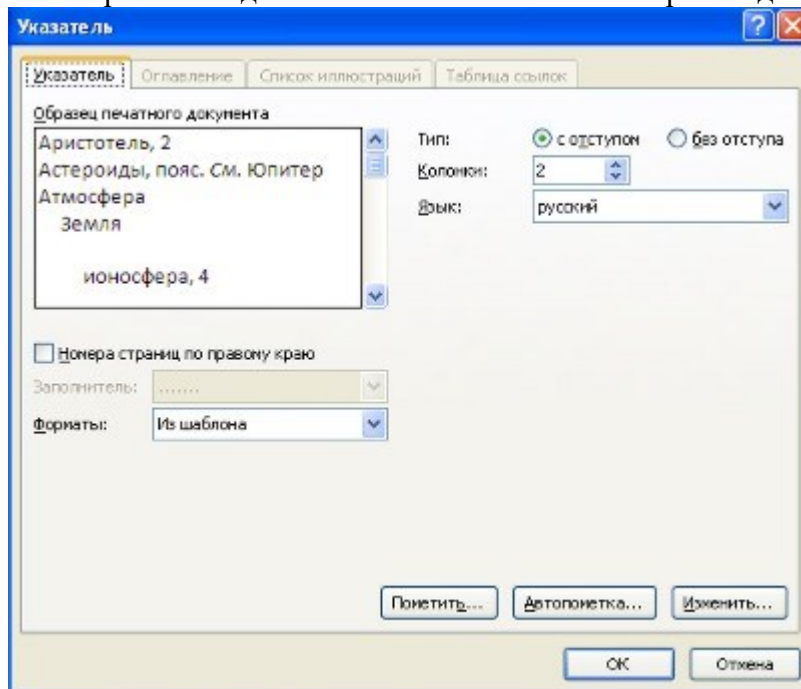 Указатель
Указатель Оглавление Список иллюстраций Таблица ссылок
Образец печатного документа
Аристотель, 2
Астероиды, пояс. См. Юпитер
Атмосфера
Земля
ионосфера, 4
Тип: с отступом без отступа
Колонки: 2
Язык: русский
Номера страниц по правому краю
Заполнитель: .......
Форматы: Из шаблона
Пометить... Автопометка... Изменить...
ОК Отмена